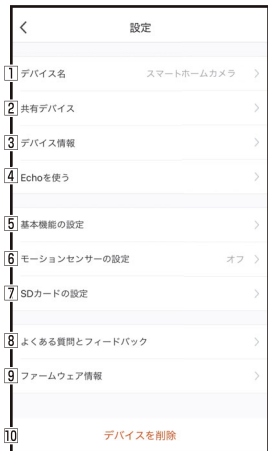 設定
1 デバイス名 スマートホームカメラ
2 共有デバイス
3 デバイス情報
4 Echoを使う
5 基本機能の設定
6 モーションセンサーの設定 オフ
7 SDカードの設定
8 よくある質問とフィードバック
9 ファームウェア情報
10 デバイスを削除